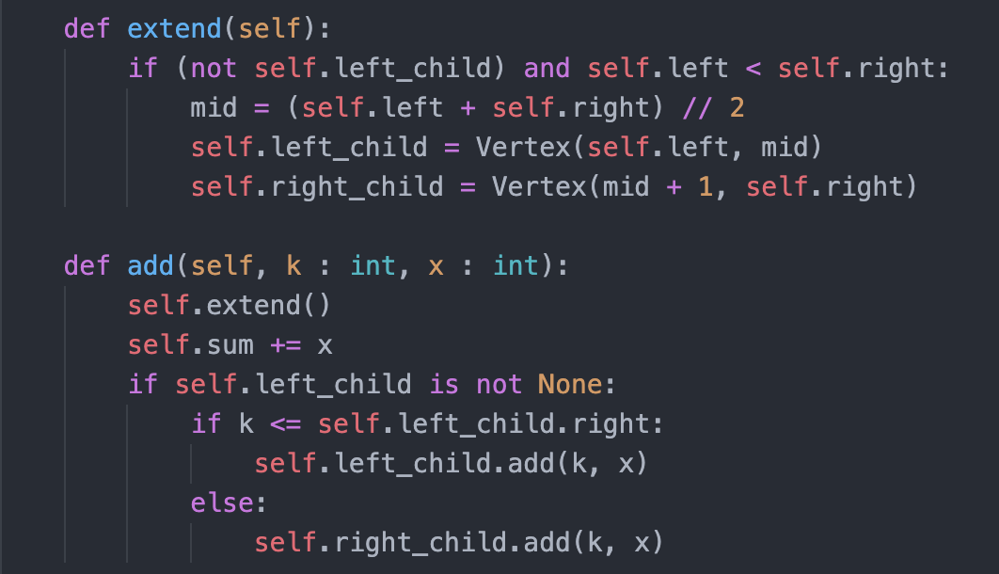 def extend(self):
if (not self.left_child) and self.left < self.right:
mid = (self.left + self.right) // 2
self.left_child = Vertex(self.left, mid)
self.right_child = Vertex(mid + 1, self.right)
def add(self, k : int, x : int):
self.extend()
self.sum += x
if self.left_child is not None:
if k <= self.left_child.right:
self.left_child.add(k, x)
else:
self.right_child.add(k, x)